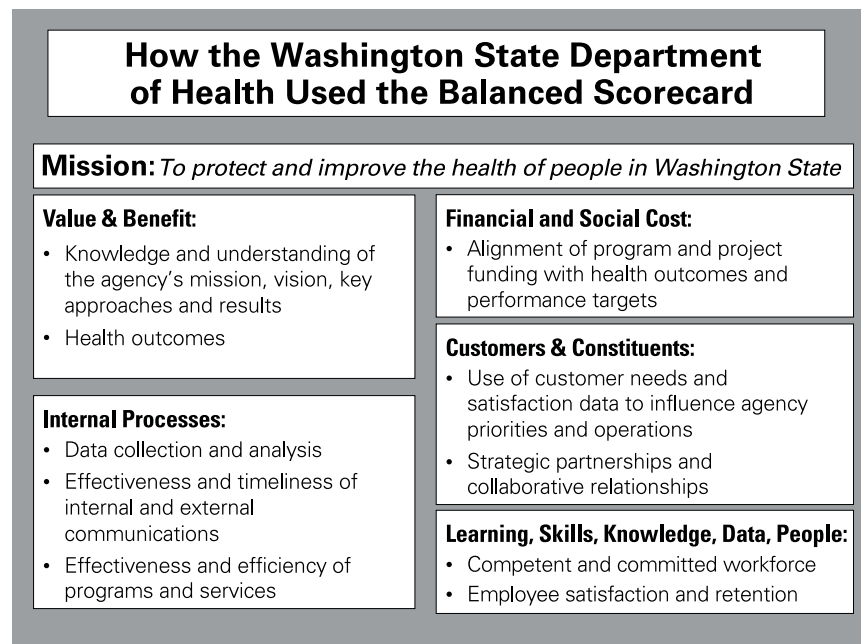 How the Washington State Department
of Health Used the Balanced Scorecard
Mission: To protect and improve the health of people in Washington State
Value & Benefit:
• Knowledge and understanding of
the agency's mission, vision, key
approaches and results
• Health outcomes
Internal Processes:
• Data collection and analysis
• Effectiveness and timeliness of
internal and external
communications
• Effectiveness and efficiency of
programs and services
Financial and Social Cost:
• Alignment of program and project
funding with health outcomes and
performance targets
Customers & Constituents:
• Use of customer needs and
satisfaction data to influence agency
priorities and operations
• Strategic partnerships and
collaborative relationships
Learning, Skills, Knowledge, Data, People:
• Competent and committed workforce
• Employee satisfaction and retention